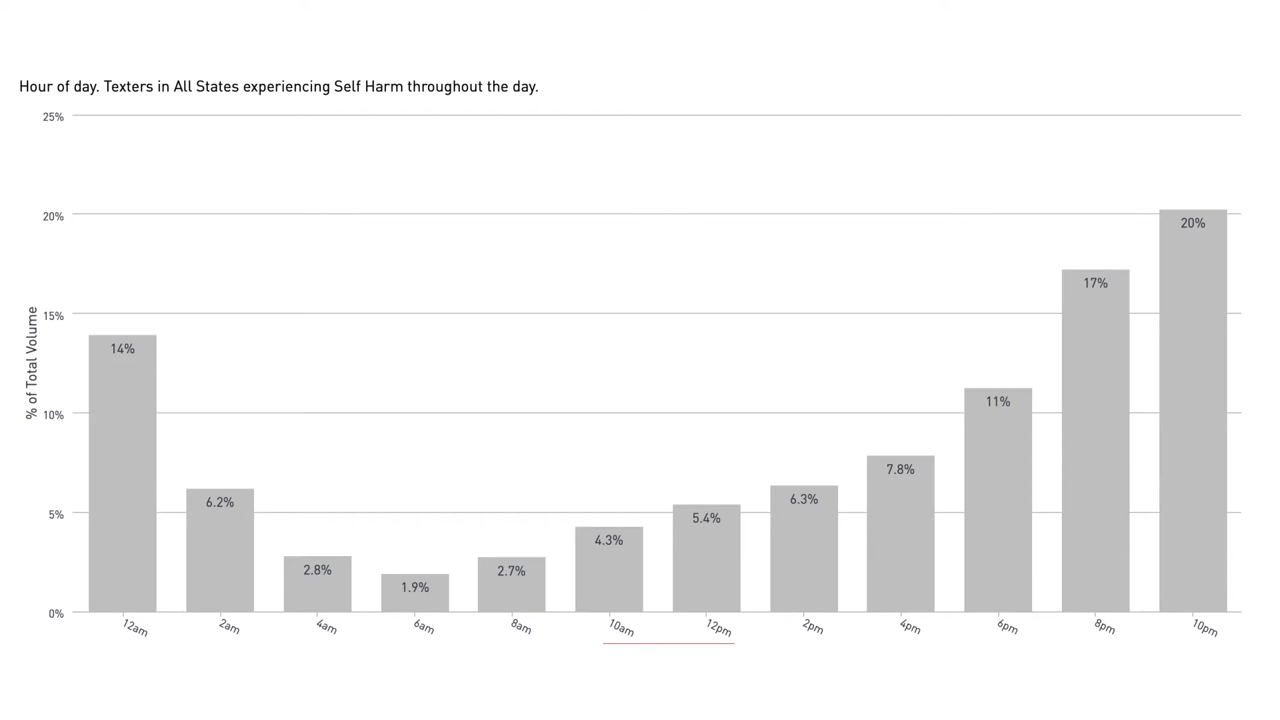 Hour of day. Texters in All States experiencing Self Harm throughout the day.
25%
20%
15%
10%
5%
0%
% of Total Volume
14%
6.2%
2.8%
1.9%
2.7%
4.3%
5.4%
6.3%
7.8%
11%
17%
20%
12am
2am
4am
6am
8am
10am
12pm
2pm
4pm
6pm
8pm
10pm